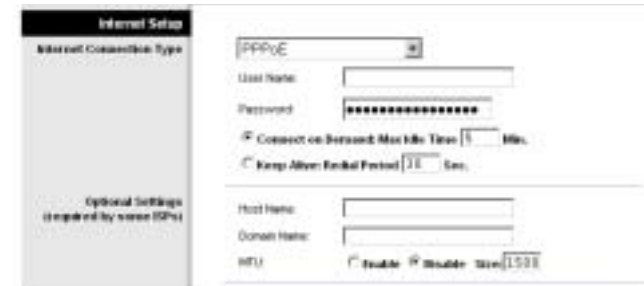 Internet Setup
Internet Connection Type
PPPoE
User Name:
Password:
Connect on Demand: Max Idle Time 5 Min.
Keep Alive: Redial Period 30 Sec.
Optional Settings
(required by some ISPs)
Host Name:
Domain Name:
MTU:
Enable Disable Size: 1500